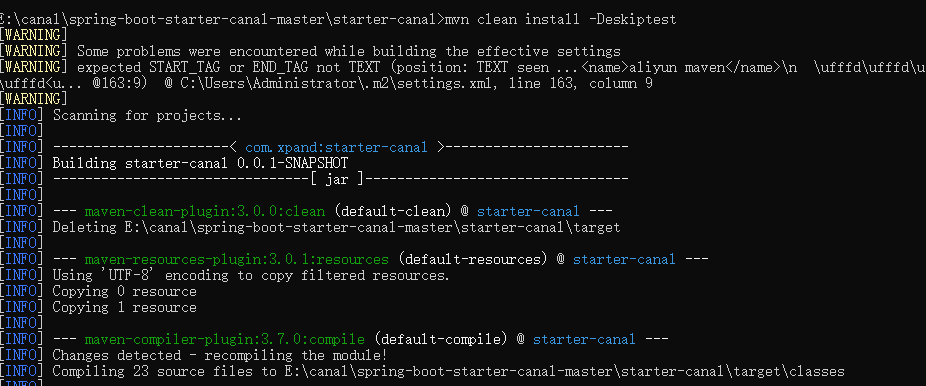 E:\canal\spring-boot-starter-canal-master\starter-canal>mvn clean install -Deskiptest
[WARNING]
[WARNING] Some problems were encountered while building the effective settings
[WARNING] expected START_TAG or END_TAG not TEXT (position: TEXT seen ...<name>aliyun maven</name>\n  \ufffd\ufffd\u
\ufffd<u... @163:9)  @ C:\Users\Administrator\.m2\settings.xml, line 163, column 9
[WARNING]
[INFO] Scanning for projects...
[INFO]
[INFO] ----------------------< com.xpand:starter-canal >-----------------------
[INFO] Building starter-canal 0.0.1-SNAPSHOT
[INFO] --------------------------------[ jar ]---------------------------------
[INFO]
[INFO] --- maven-clean-plugin:3.0.0:clean (default-clean) @ starter-canal ---
[INFO] Deleting E:\canal\spring-boot-starter-canal-master\starter-canal\target
[INFO]
[INFO] --- maven-resources-plugin:3.0.1:resources (default-resources) @ starter-canal ---
[INFO] Using 'UTF-8' encoding to copy filtered resources.
[INFO] Copying 0 resource
[INFO] Copying 1 resource
[INFO]
[INFO] --- maven-compiler-plugin:3.7.0:compile (default-compile) @ starter-canal ---
[INFO] Changes detected - recompiling the module!
[INFO] Compiling 23 source files to E:\canal\spring-boot-starter-canal-master\starter-canal\target\classes
[INFO]